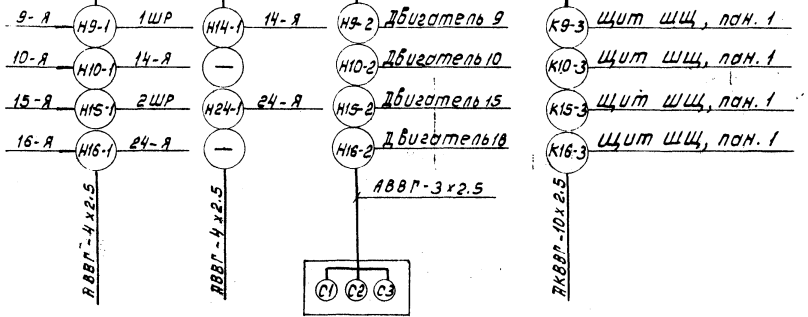 9-Я Н9-1 1ШР Н14-1 14-Я Н9-2 Двигатель 9 К9-3 Щит ШЩ, пан. 1
10-Я Н10-1 14-Я — Н10-2 Двигатель 10 К10-3 Щит ШЩ, пан. 1
15-Я Н15-1 2ШР Н24-1 24-Я Н15-2 Двигатель 15 К15-3 Щит ШЩ, пан. 1
16-Я Н16-1 24-Я — Н16-2 Двигатель 16 К16-3 Щит ШЩ, пан. 1
АВВГ-4х2.5
АВВГ-4х2.5
АВВГ-3х2.5
АКВВГ-10х2.5
С1 С2 С3